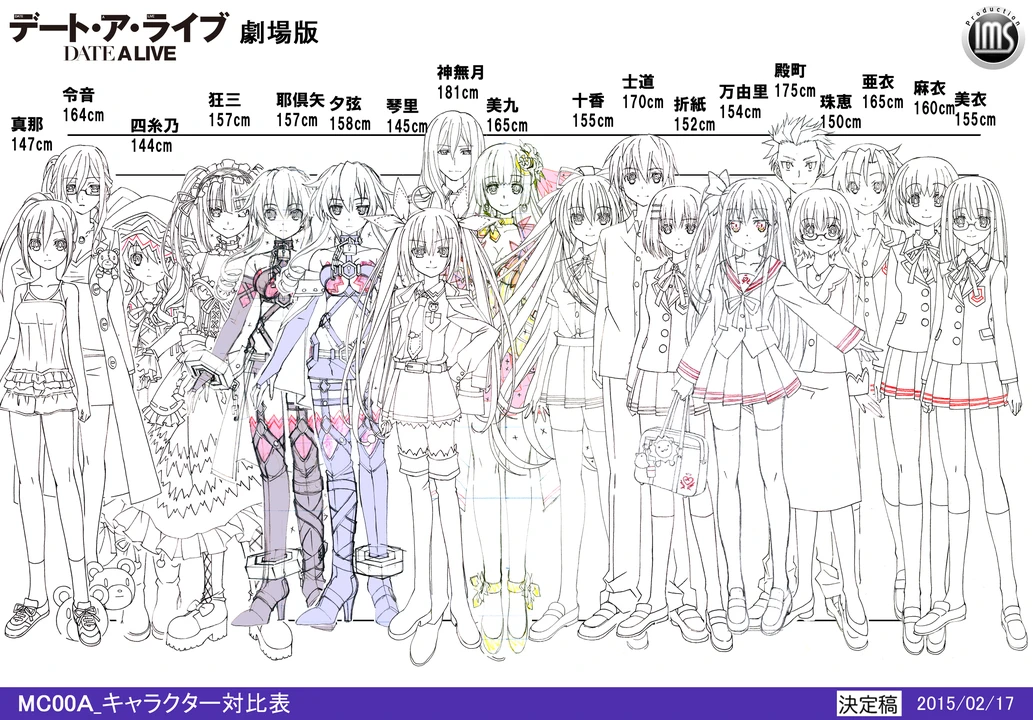 デート・ア・ライブ 劇場版
DATE A LIVE
Production
IMS
真那
147cm
令音
164cm
四糸乃
144cm
狂三
157cm
耶倶矢
157cm
夕弦
158cm
琴里
145cm
神無月
181cm
美九
165cm
十香
155cm
士道
170cm
折紙
152cm
万由里
154cm
殿町
175cm
珠恵
150cm
亜衣
165cm
麻衣
160cm
美衣
155cm
MC00A_キャラクター対比表
決定稿 2015/02/17